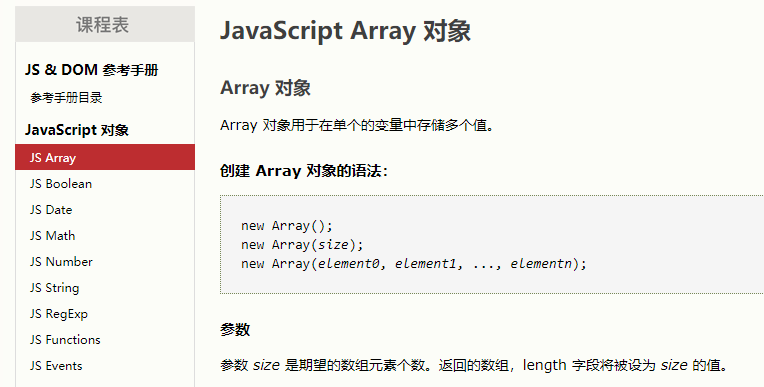 课程表
JS & DOM 参考手册
参考手册目录
JavaScript 对象
JS Array
JS Boolean
JS Date
JS Math
JS Number
JS String
JS RegExp
JS Functions
JS Events
JavaScript Array 对象
Array 对象
Array 对象用于在单个的变量中存储多个值。
创建 Array 对象的语法：
new Array();
new Array(size);
new Array(element0, element1, ..., elementn);
参数
参数 size 是期望的数组元素个数。返回的数组，length 字段将被设为 size 的值。